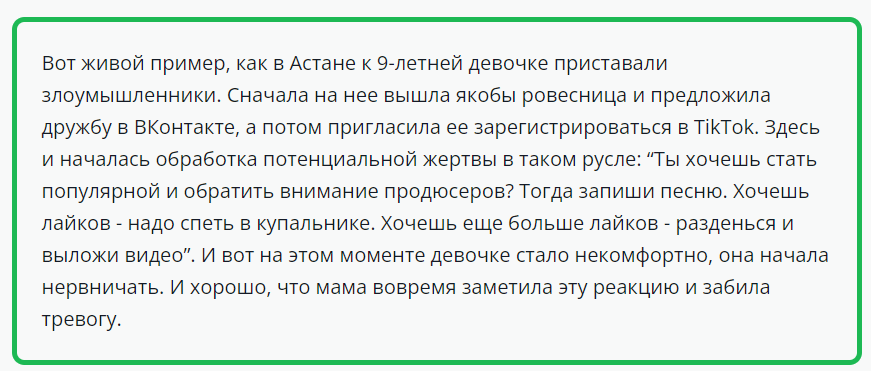 Вот живой пример, как в Астане к 9-летней девочке приставали
злоумышленники. Сначала на нее вышла якобы ровесница и предложила
дружбу в ВКонтакте, а потом пригласила ее зарегистрироваться в TikTok. Здесь
и началась обработка потенциальной жертвы в таком русле: “Ты хочешь стать
популярной и обратить внимание продюсеров? Тогда запиши песню. Хочешь
лайков - надо спеть в купальнике. Хочешь еще больше лайков - разденься и
выложи видео”. И вот на этом моменте девочке стало некомфортно, она начала
нервничать. И хорошо, что мама вовремя заметила эту реакцию и забила
тревогу.